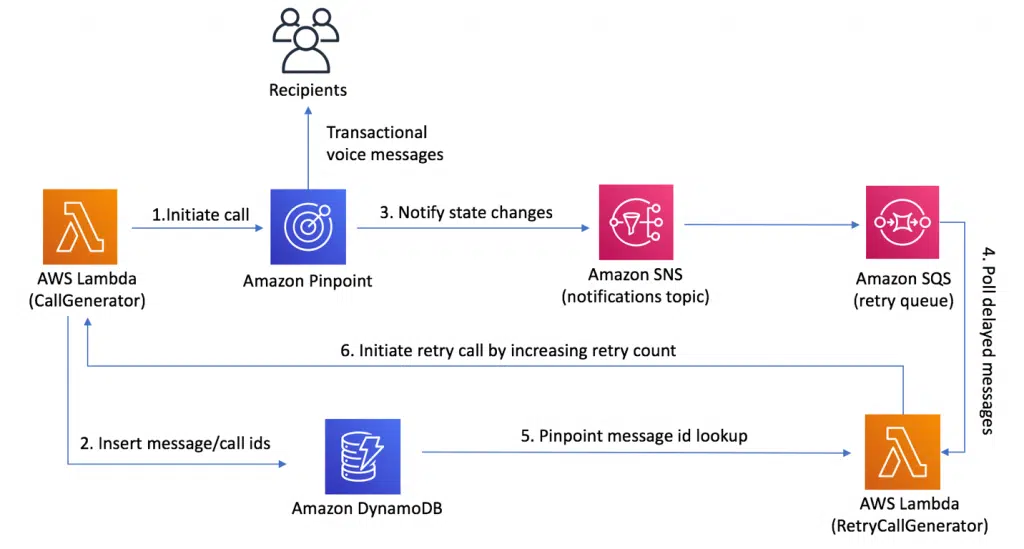 Recipients
Transactional
voice messages
1.Initiate call
3. Notify state changes
AWS Lambda
(CallGenerator)
Amazon Pinpoint
Amazon SNS
(notifications topic)
Amazon SQS
(retry queue)
4. Poll delayed messages
6. Initiate retry call by increasing retry count
2. Insert message/call ids
5. Pinpoint message id lookup
Amazon DynamoDB
AWS Lambda
(RetryCallGenerator)